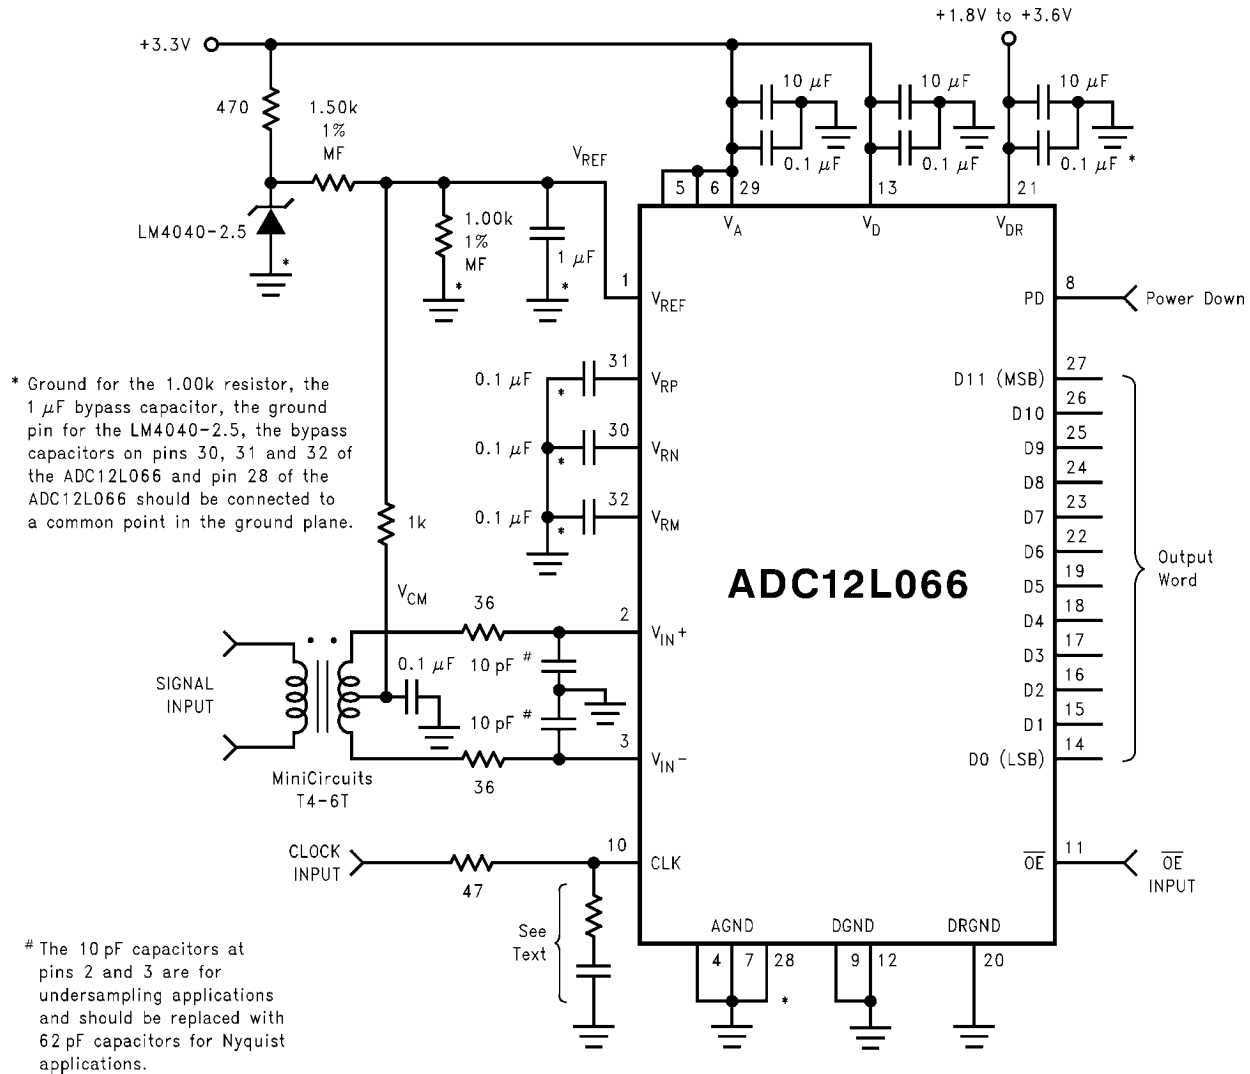 +1.8V to +3.6V
+3.3V
470
1.50k
1%
MF
V_REF
10 µF
10 µF
10 µF
0.1 µF
0.1 µF
0.1 µF *
5
6
29
13
21
V_A
V_D
V_DR
LM4040-2.5
*
1.00k
1%
MF
*
1 µF
*
1
V_REF
PD
8
Power Down
* Ground for the 1.00k resistor, the
1 µF bypass capacitor, the ground
pin for the LM4040-2.5, the bypass
capacitors on pins 30, 31 and 32 of
the ADC12L066 and pin 28 of the
ADC12L066 should be connected to
a common point in the ground plane.
0.1 µF
*
31
V_RP
0.1 µF
*
30
V_RN
0.1 µF
*
32
V_RM
D11 (MSB)
27
D10
26
D9
25
D8
24
D7
23
D6
22
D5
19
D4
18
D3
17
D2
16
D1
15
D0 (LSB)
14
Output
Word
ADC12L066
1k
V_CM
36
2
V_IN+
SIGNAL
INPUT
0.1 µF
10 pF #
10 pF #
3
V_IN-
36
MiniCircuits
T4-6T
CLOCK
INPUT
47
10
CLK
See
Text
OE
11
OE
INPUT
AGND
DGND
DRGND
4
7
28
*
9
12
20
# The 10 pF capacitors at
pins 2 and 3 are for
undersampling applications
and should be replaced with
62 pF capacitors for Nyquist
applications.